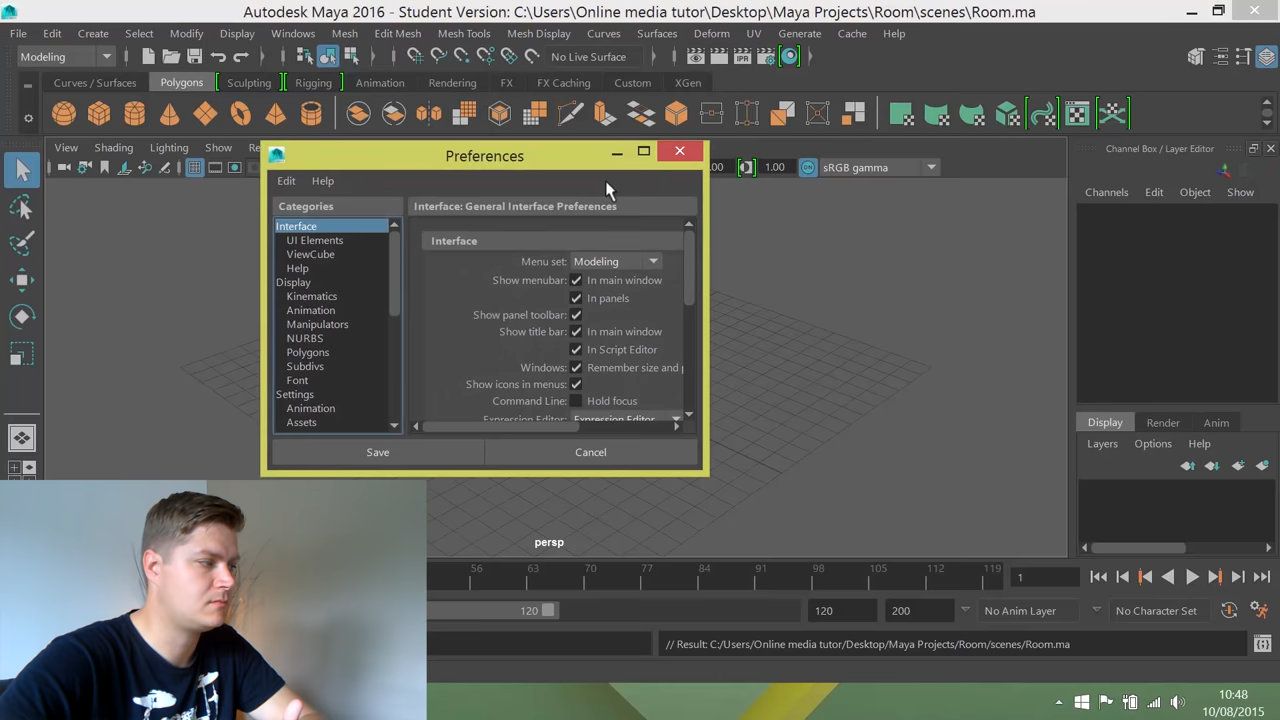 Autodesk Maya 2016 - Student Version: C:\Users\Online media tutor\Desktop\Maya Projects\Room\scenes\Room.ma
File Edit Create Select Modify Display Windows Mesh Edit Mesh Mesh Tools Mesh Display Curves Surfaces Deform UV Generate Cache Help
Modeling No Live Surface
Curves / Surfaces Polygons Sculpting Rigging Animation Rendering FX FX Caching Custom XGen
View Shading Lighting Show
.00 1.00 sRGB gamma
Channel Box / Layer Editor
Channels Edit Object Show
Preferences
Edit Help
Categories
Interface
UI Elements
ViewCube
Help
Display
Kinematics
Animation
Manipulators
NURBS
Polygons
Subdivs
Font
Settings
Animation
Assets
Interface: General Interface Preferences
Interface
Menu set: Modeling
Show menubar: In main window
In panels
Show panel toolbar:
Show title bar: In main window
In Script Editor
Windows: Remember size and
Show icons in menus:
Command Line: Hold focus
Expression Editor: Expression Editor
Save Cancel
persp
Display Render Anim
Layers Options Help
56 63 70 77 84 91 98 105 112 119 1
120 120 200 No Anim Layer No Character Set
// Result: C:/Users/Online media tutor/Desktop/Maya Projects/Room/scenes/Room.ma
IPR
ON
10:48
10/08/2015